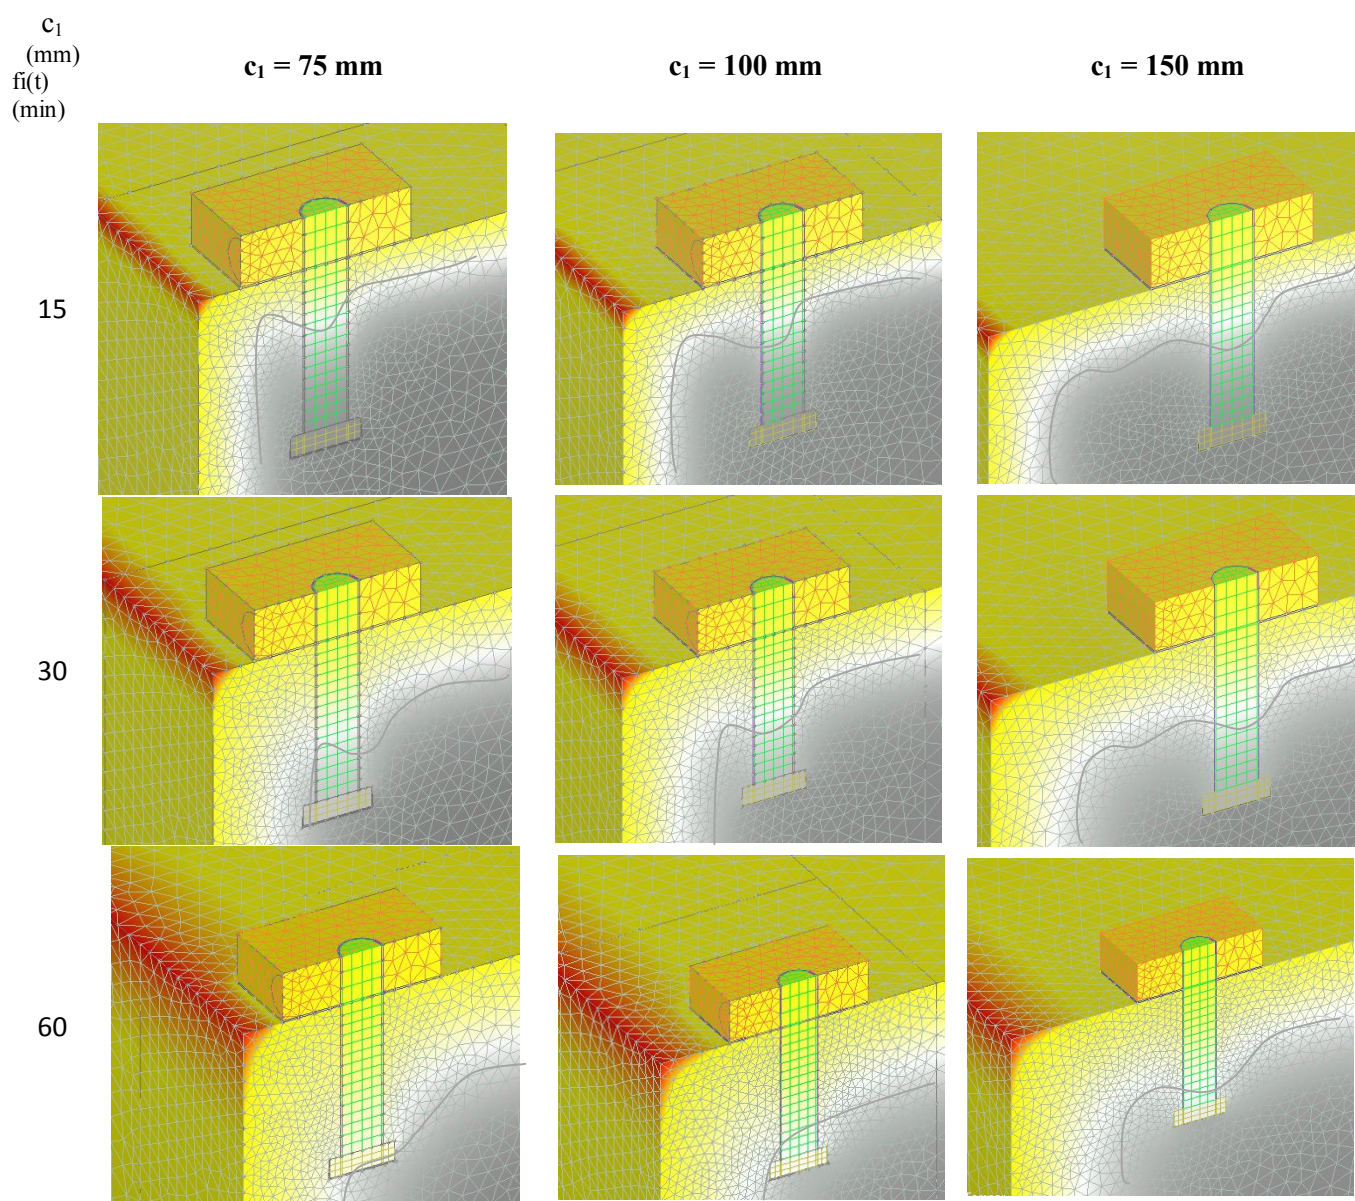 c₁
(mm)
fi(t)
(min)
c₁ = 75 mm
c₁ = 100 mm
c₁ = 150 mm
15
30
60